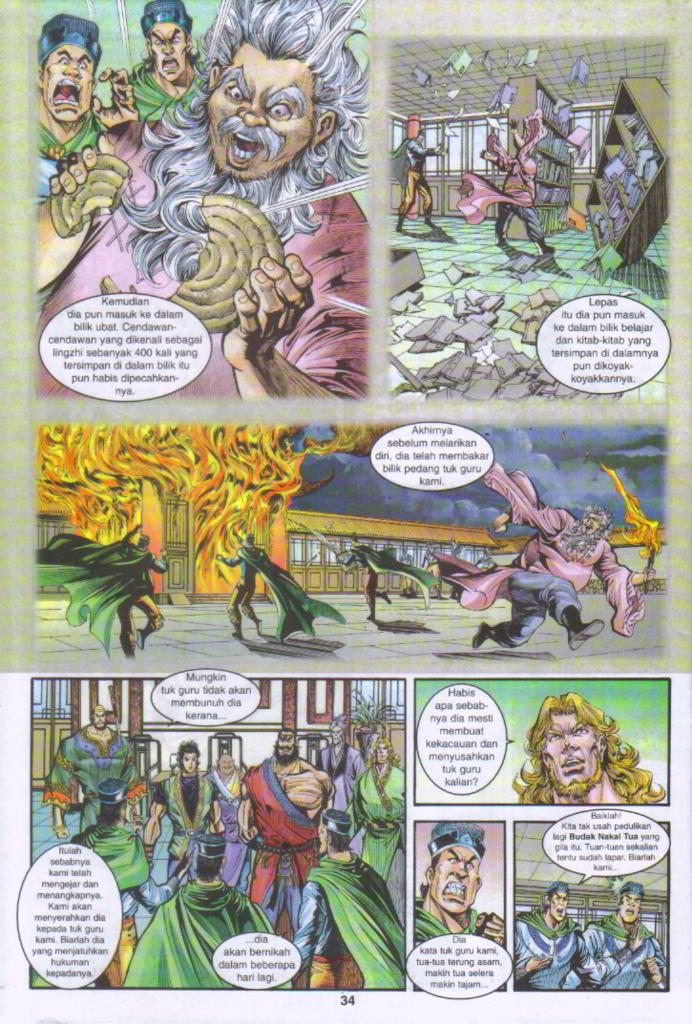 Kemudian
dia pun masuk ke dalam
bilik ubat. Cendawan-
cendawan yang dikenali sebagai
lingzhi sebanyak 400 kali yang
tersimpan di dalam bilik itu
pun habis dipecahkan-
nya.
Lepas
itu dia pun masuk
ke dalam bilik belajar
dan kitab-kitab yang
tersimpan di dalamnya
pun dikoyak-
koyakkannya.
Akhirnya
sebelum melarikan
diri, dia telah membakar
bilik pedang tuk guru
kami.
Mungkin
tuk guru tidak akan
membunuh dia
kerana...
Itulah
sebabnya
kami telah
mengejar dan
menangkapnya.
Kami akan
menyerahkan dia
kepada tuk guru
kami. Biarlah dia
yang menjatuhkan
hukuman
kepadanya.
...dia
akan bernikah
dalam beberapa
hari lagi.
Habis
apa sebab-
nya dia mesti
membuat
kekacauan dan
menyusahkan
tuk guru
kalian?
Dia
kata tuk guru kami,
tua-tua terung asam,
makin tua selera
makin tajam...
Baiklah!
Kita tak usah pedulikan
lagi Budak Nakal Tua yang
gila itu. Tuan-tuan sekalian
tentu sudah lapar. Biarlah
kami...
34